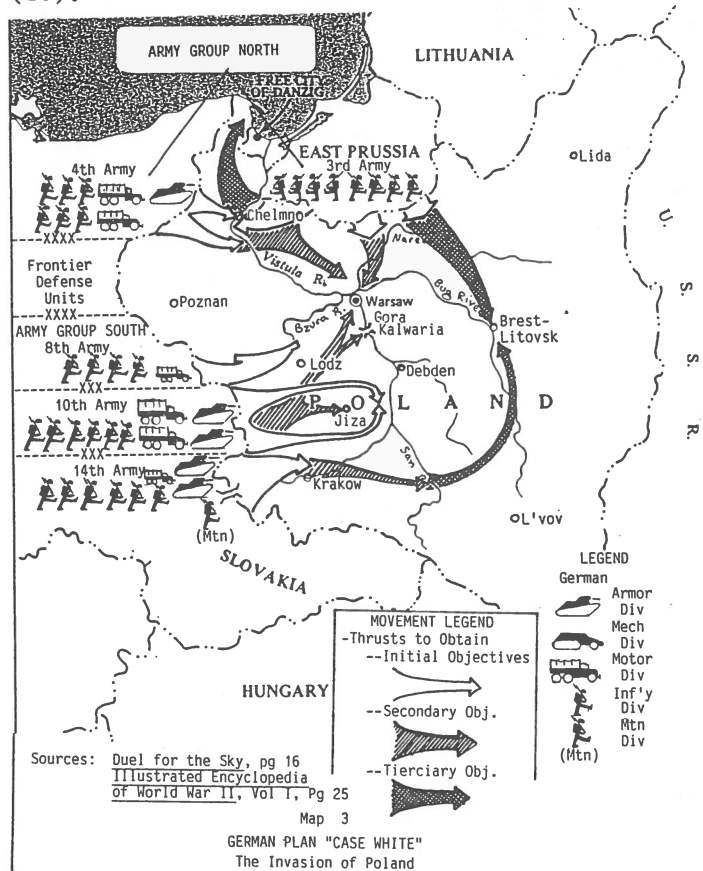 ARMY GROUP NORTH
LITHUANIA
FREE CITY
OF DANZIG
EAST PRUSSIA
3rd Army
Lida
4th Army
Chelmno
XXXX
Vistula R.
Narew
Bug River
U. S. S. R.
Frontier
Defense
Units
XXXX
Poznan
Warsaw
Gora
Kalwaria
Bzura R.
Brest-
Litovsk
ARMY GROUP SOUTH
8th Army
Lodz
Debden
XXX
10th Army
P O L A N D
Jiza
XXX
14th Army
San
Krakow
(Mtn)
L'vov
SLOVAKIA
HUNGARY
LEGEND
German
Armor
Div
Mech
Div
Motor
Div
Inf'y
Div
Mtn
Div
(Mtn)
MOVEMENT LEGEND
-Thrusts to Obtain
--Initial Objectives
--Secondary Obj.
--Tierciary Obj.
Sources: Duel for the Sky, pg 16
Illustrated Encyclopedia
of World War II, Vol I, Pg 25
Map 3
GERMAN PLAN "CASE WHITE"
The Invasion of Poland